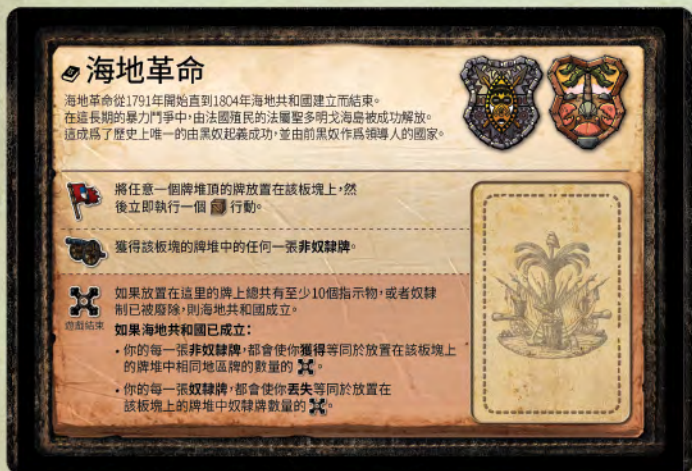 海地革命
海地革命從1791年開始直到1804年海地共和國建立而結束。
在這長期的暴力鬥爭中,由法國殖民的法屬聖多明戈海島被成功解放。
這成爲了歷史上唯一的由黑奴起義成功,並由前黑奴作爲領導人的國家。
將任意一個牌堆頂的牌放置在該板塊上,然
後立即執行一個 行動。
獲得該板塊的牌堆中的任何一張非奴隸牌。
如果放置在這里的牌上總共有至少10個指示物,或者奴隸
制已被廢除,則海地共和國成立。
遊戲結束
如果海地共和國已成立:
・你的每一張非奴隸牌,都會使你獲得等同於放置在該板塊上
的牌堆中相同地區牌的數量的 。
・你的每一張奴隸牌,都會使你丟失等同於放置在
該板塊上的牌堆中奴隸牌數量的 。